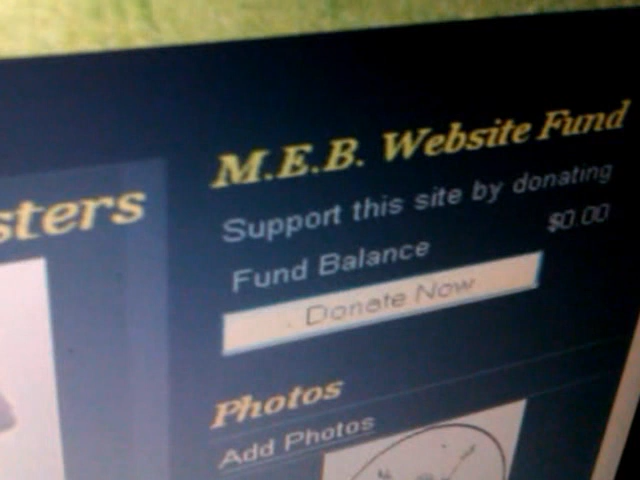 sters
M.E.B. Website Fund
Support this site by donating
Fund Balance $0.00
Donate Now
Photos
Add Photos